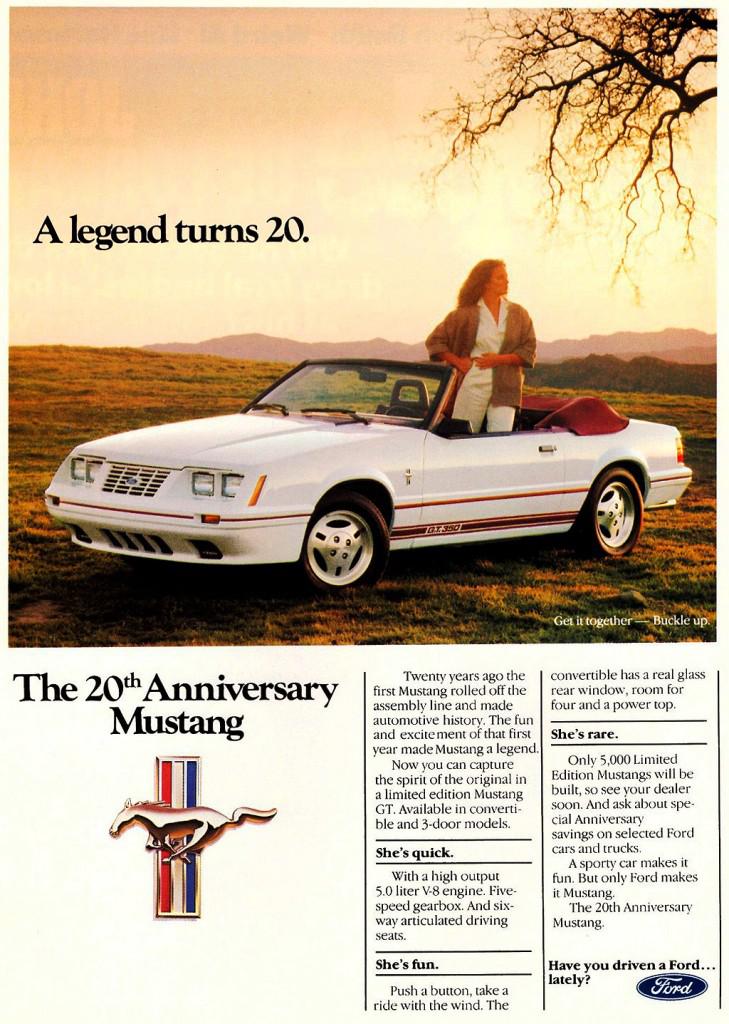 A legend turns 20.
G.T. 350
Get it together — Buckle up.
The 20th Anniversary
Mustang
Twenty years ago the
first Mustang rolled off the
assembly line and made
automotive history. The fun
and excitement of that first
year made Mustang a legend.
Now you can capture
the spirit of the original in
a limited edition Mustang
GT. Available in converti-
ble and 3-door models.
She's quick.
With a high output
5.0 liter V-8 engine. Five-
speed gearbox. And six-
way articulated driving
seats.
She's fun.
Push a button, take a
ride with the wind. The
convertible has a real glass
rear window, room for
four and a power top.
She's rare.
Only 5,000 Limited
Edition Mustangs will be
built, so see your dealer
soon. And ask about spe-
cial Anniversary
savings on selected Ford
cars and trucks.
A sporty car makes it
fun. But only Ford makes
it Mustang.
The 20th Anniversary
Mustang.
Have you driven a Ford...
lately?
Ford